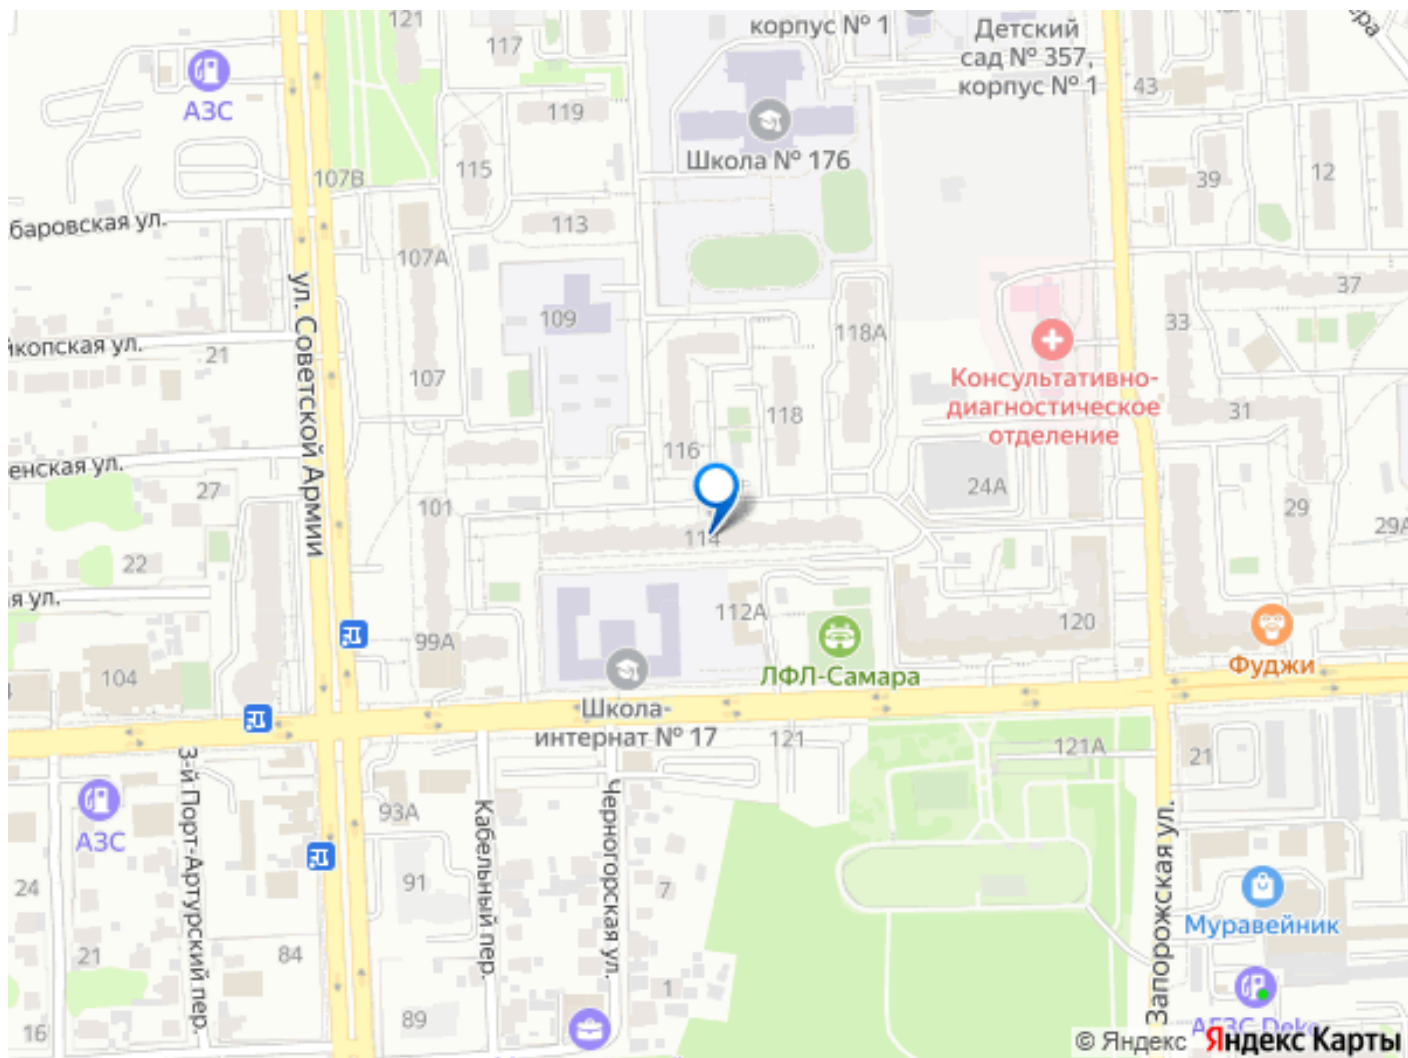 121
корпус № 1
Детский
сад № 357,
корпус № 1
117
АЗС
43
119
Школа № 176
115
107В
39
12
баровская ул.
113
107А
37
ул. Советской Армии
109
33
118А
йкопская ул.
21
107
Консультативно-
диагностическое
отделение
118
31
116
енская ул.
27
24А
101
29
29А
114
22
я ул.
112А
120
99А
Фуджи
104
ЛФЛ-Самара
Школа-
интернат № 17
121
121А
21
3-й Порт-Артурский пер.
93А
Кабельный пер.
Черногорская ул.
Запорожская ул.
АЗС
91
7
24
Муравейник
21
84
1
16
89
АГЗС Deko
© Яндекс Яндекс Карты